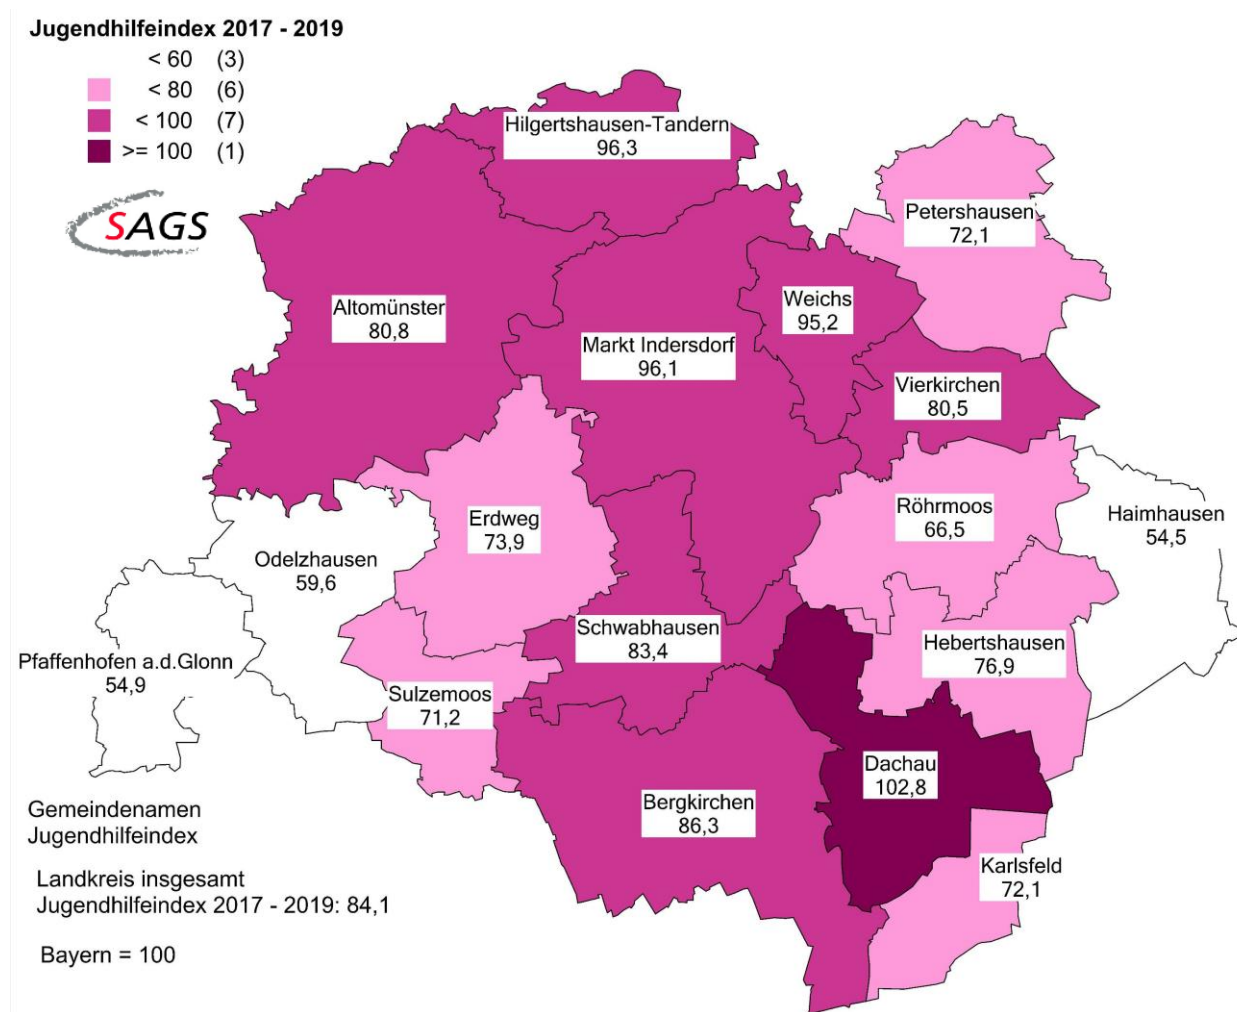 Jugendhilfeindex 2017 - 2019
< 60 (3)
< 80 (6)
< 100 (7)
>= 100 (1)
SAGS
Hilgertshausen-Tandern
96,3
Petershausen
72,1
Altomünster
80,8
Weichs
95,2
Markt Indersdorf
96,1
Vierkirchen
80,5
Erdweg
73,9
Röhrmoos
66,5
Haimhausen
54,5
Odelzhausen
59,6
Schwabhausen
83,4
Hebertshausen
76,9
Pfaffenhofen a.d.Glonn
54,9
Sulzemoos
71,2
Dachau
102,8
Bergkirchen
86,3
Karlsfeld
72,1
Gemeindenamen
Jugendhilfeindex
Landkreis insgesamt
Jugendhilfeindex 2017 - 2019: 84,1
Bayern = 100